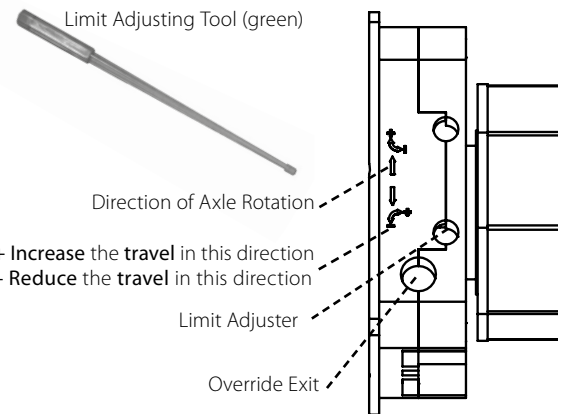 Limit Adjusting Tool (green)
Direction of Axle Rotation
+ Increase the travel in this direction
- Reduce the travel in this direction
Limit Adjuster
Override Exit